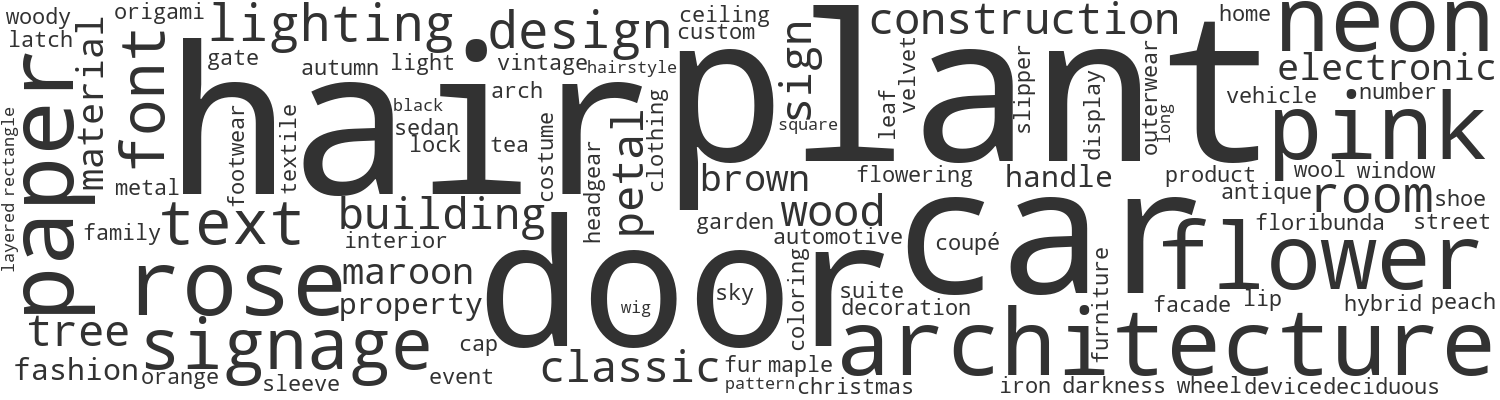 woody
origami
lighting
design
ceiling
custom
construction
home
neon
latch
material
font
gate
autumn
light
vintage
hairstyle
sign
electronic
paper
hair
plant
black
arch
velvet
slipper
display
outerwear
long
vehicle
number
pink
layered rectangle
footwear
textile
sedan
lock
tea
costume
headgear
petal
clothing
square
leaf
metal
brown
flowering
handle
product
wool
window
family
text
building
interior
garden
wood
automotive
car
antique
room
shoe
floribunda
street
coupé
flower
rose
maroon
property
door
wig
sky
coloring
suite
decoration
furniture
facade
lip
hybrid
peach
tree
signage
cap
classic
architecture
fashion
orange
sleeve
event
fur
maple
pattern
christmas
iron
darkness
wheel
device
deciduous